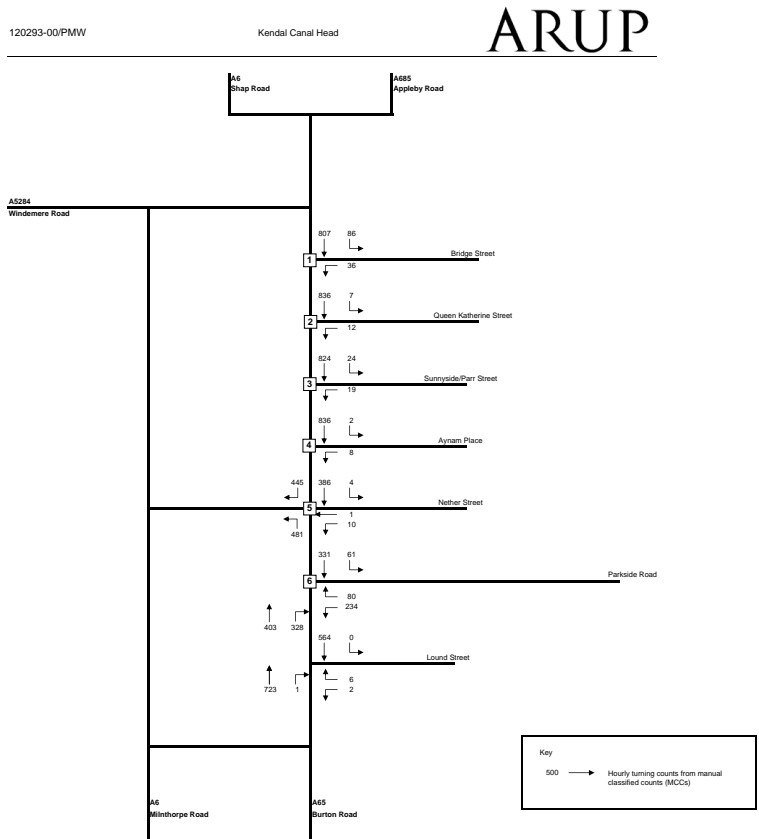 120293-00/PMW
Kendal Canal Head
ARUP
A6
Shap Road
A685
Appleby Road
A5284
Windemere Road
807 86
1
Bridge Street
36
836 7
2
Queen Katherine Street
12
824 24
3
Sunnyside/Parr Street
19
836 2
4
Aynam Place
8
445 386 4
5
Nether Street
1
10
481
331 61
6
Parkside Road
80
234
403 328
564 0
Lound Street
6
2
723 1
Key
500
Hourly turning counts from manual
classified counts (MCCs)
A6
Milnthorpe Road
A65
Burton Road